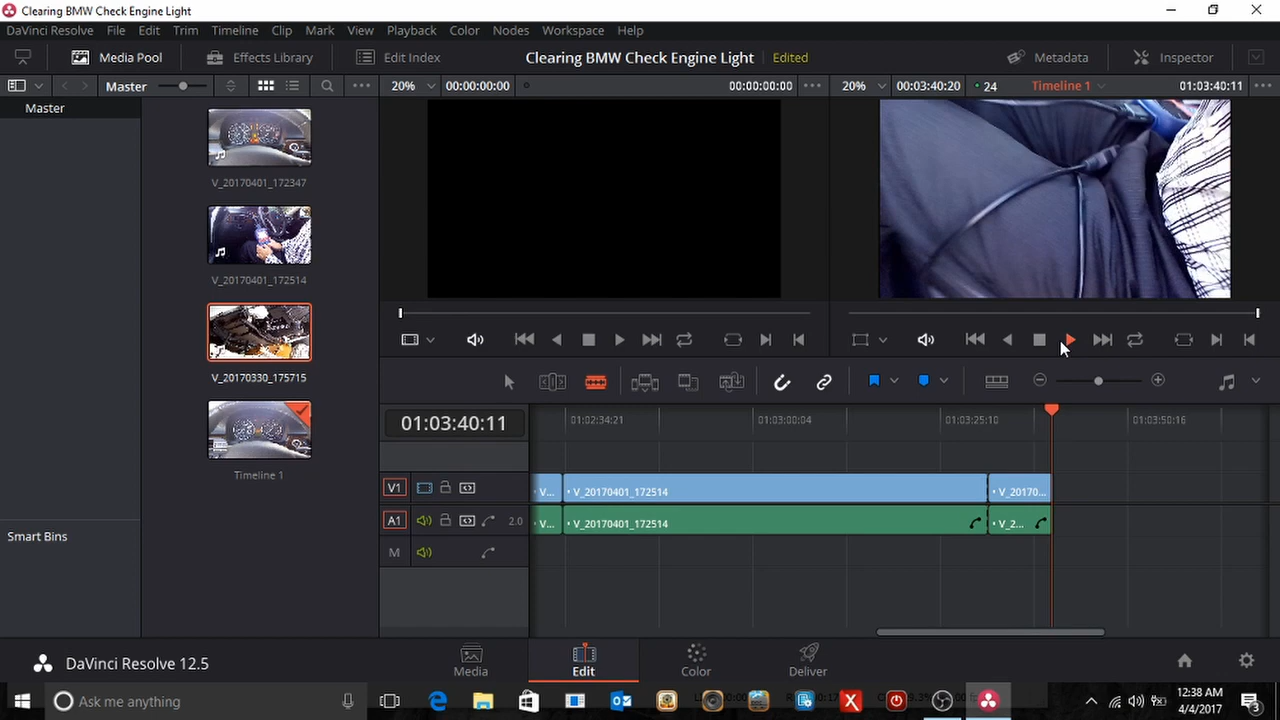 Clearing BMW Check Engine Light
DaVinci Resolve File Edit Trim Timeline Clip Mark View Playback Color Nodes Workspace Help
Media Pool Effects Library Edit Index Clearing BMW Check Engine Light Edited Metadata Inspector
Master 20% 00:00:00:00 00:00:00:00 20% 00:03:40:20 24 Timeline 1 01:03:40:11
Master
V_20170401_172347
V_20170401_172514
V_20170330_175715
Timeline 1
01:03:40:11 01:02:34:21 01:03:00:04 01:03:25:10 01:03:50:16
V1 V... V_20170401_172514 V_20170...
A1 2.0 V... V_20170401_172514 V_2...
M
Smart Bins
DaVinci Resolve 12.5 Media Edit Color Deliver
Ask me anything 12:38 AM
4/4/2017 3